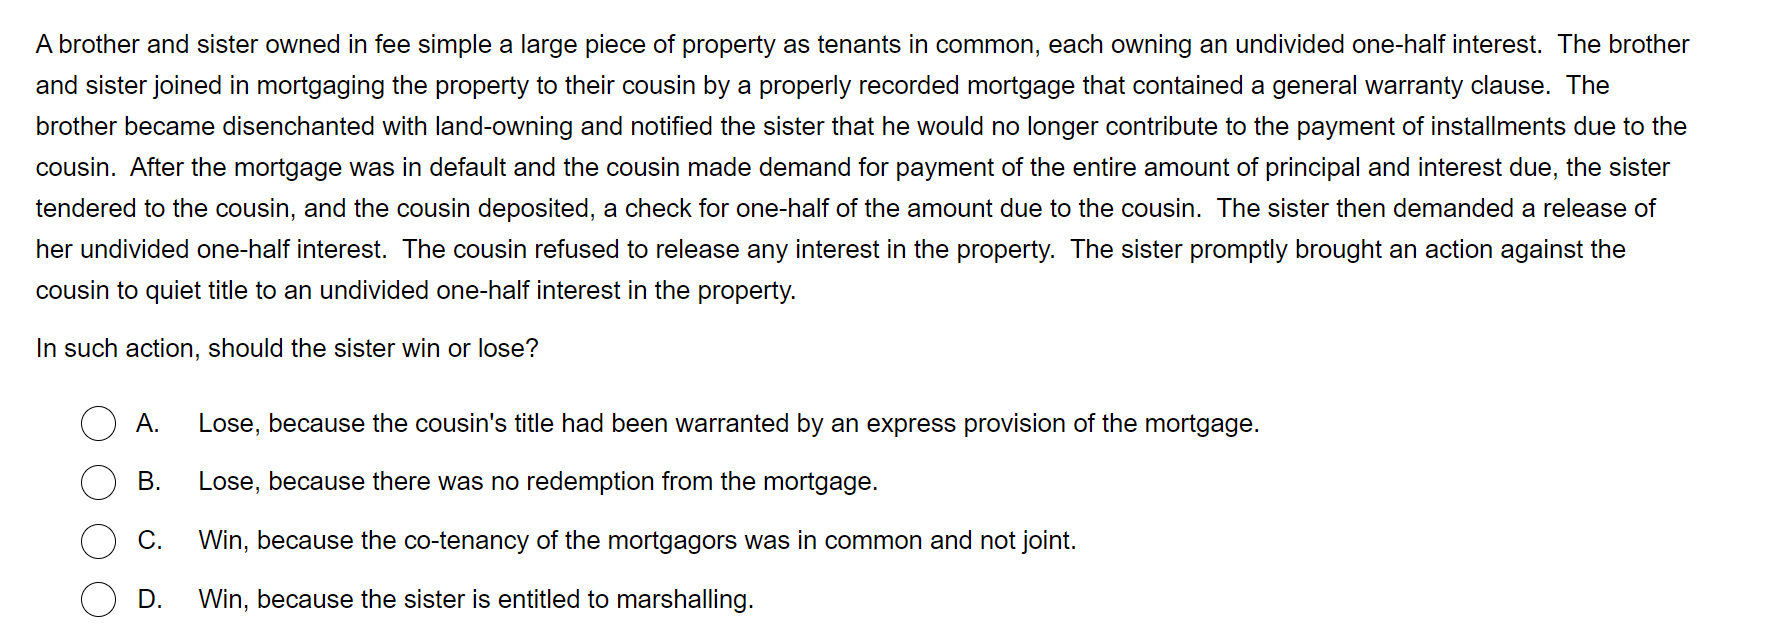 A brother and sister owned in fee simple a large piece of property as tenants in common, each owning an undivided one-half interest.  The brother
and sister joined in mortgaging the property to their cousin by a properly recorded mortgage that contained a general warranty clause.  The
brother became disenchanted with land-owning and notified the sister that he would no longer contribute to the payment of installments due to the
cousin.  After the mortgage was in default and the cousin made demand for payment of the entire amount of principal and interest due, the sister
tendered to the cousin, and the cousin deposited, a check for one-half of the amount due to the cousin.  The sister then demanded a release of
her undivided one-half interest.  The cousin refused to release any interest in the property.  The sister promptly brought an action against the
cousin to quiet title to an undivided one-half interest in the property.
In such action, should the sister win or lose?
A. Lose, because the cousin's title had been warranted by an express provision of the mortgage.
B. Lose, because there was no redemption from the mortgage.
C. Win, because the co-tenancy of the mortgagors was in common and not joint.
D. Win, because the sister is entitled to marshalling.